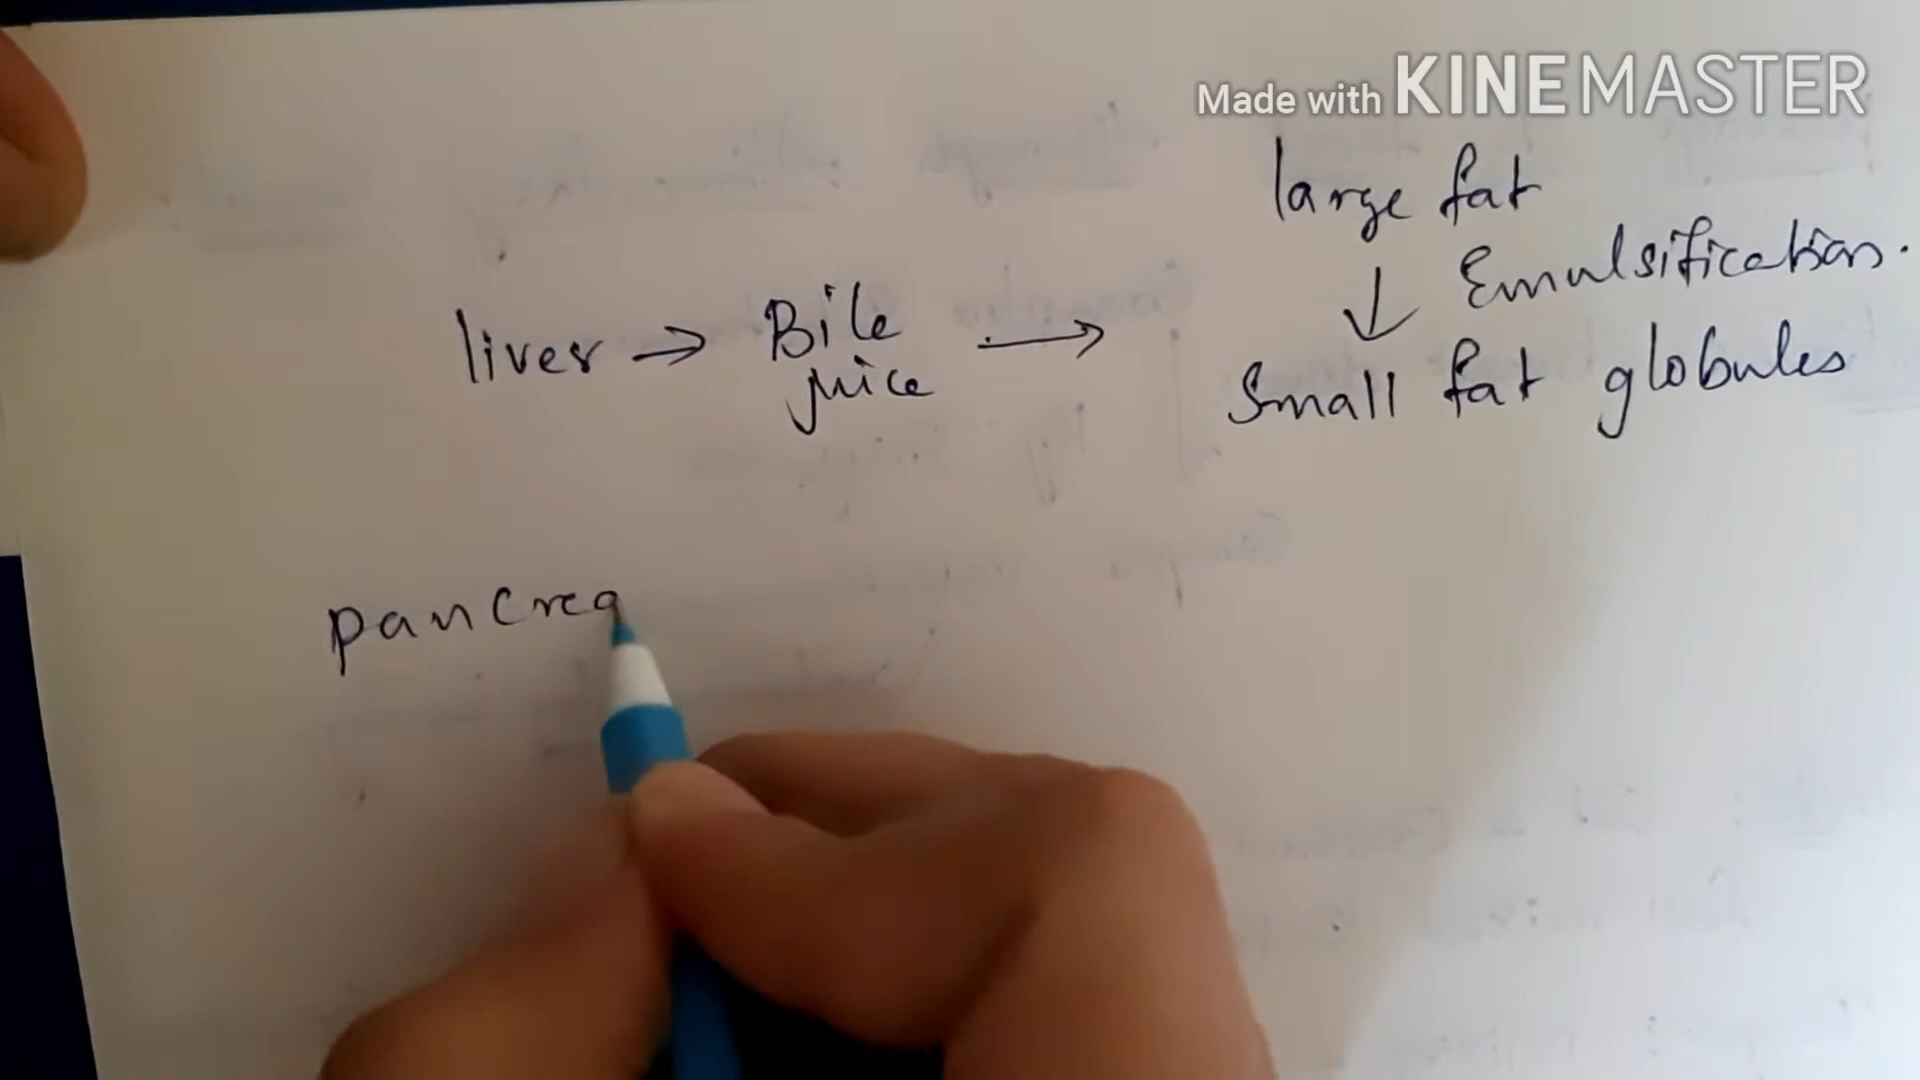 Made with KINEMASTER
large fat
Emulsification.
liver → Bile
juice →
↓
Small fat globules
pancrea